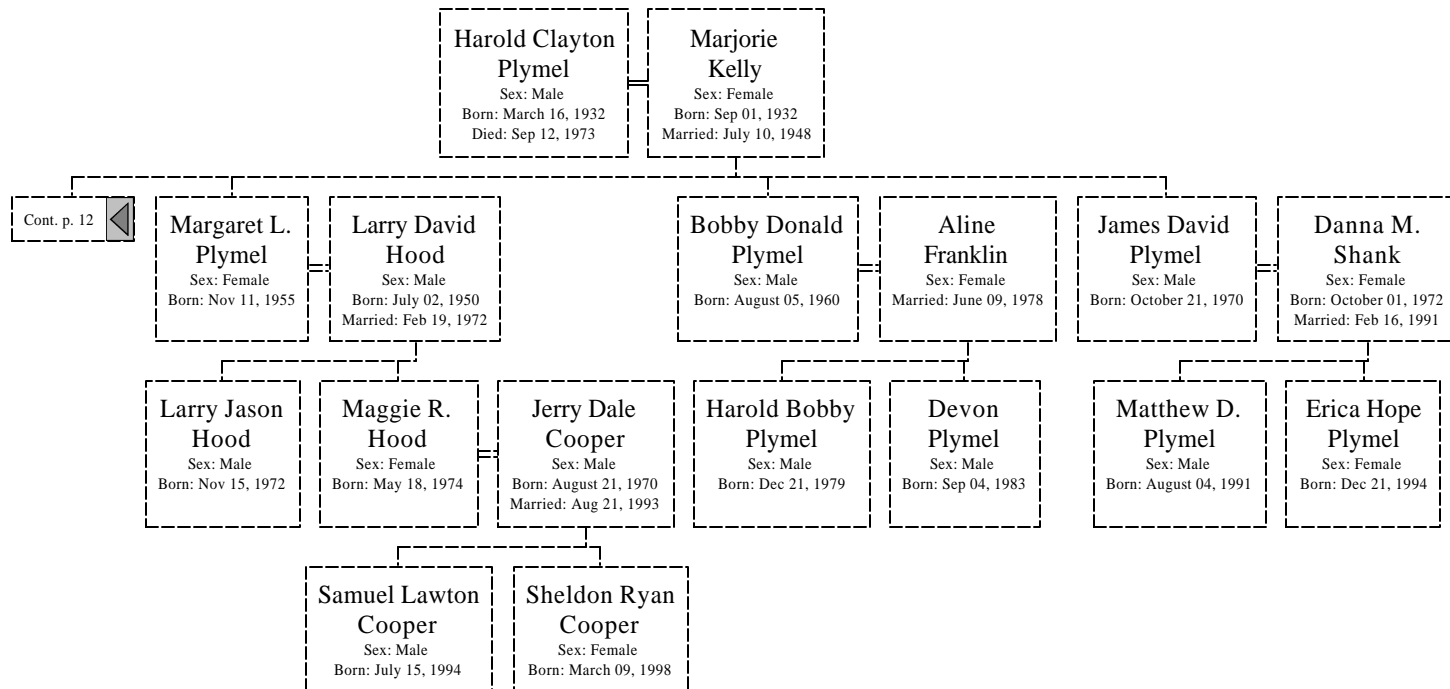 Harold Clayton
Plymel
Sex: Male
Born: March 16, 1932
Died: Sep 12, 1973
Marjorie
Kelly
Sex: Female
Born: Sep 01, 1932
Married: July 10, 1948
Cont. p. 12
Margaret L.
Plymel
Sex: Female
Born: Nov 11, 1955
Larry David
Hood
Sex: Male
Born: July 02, 1950
Married: Feb 19, 1972
Bobby Donald
Plymel
Sex: Male
Born: August 05, 1960
Aline
Franklin
Sex: Female
Married: June 09, 1978
James David
Plymel
Sex: Male
Born: October 21, 1970
Danna M.
Shank
Sex: Female
Born: October 01, 1972
Married: Feb 16, 1991
Larry Jason
Hood
Sex: Male
Born: Nov 15, 1972
Maggie R.
Hood
Sex: Female
Born: May 18, 1974
Jerry Dale
Cooper
Sex: Male
Born: August 21, 1970
Married: Aug 21, 1993
Harold Bobby
Plymel
Sex: Male
Born: Dec 21, 1979
Devon
Plymel
Sex: Male
Born: Sep 04, 1983
Matthew D.
Plymel
Sex: Male
Born: August 04, 1991
Erica Hope
Plymel
Sex: Female
Born: Dec 21, 1994
Samuel Lawton
Cooper
Sex: Male
Born: July 15, 1994
Sheldon Ryan
Cooper
Sex: Female
Born: March 09, 1998